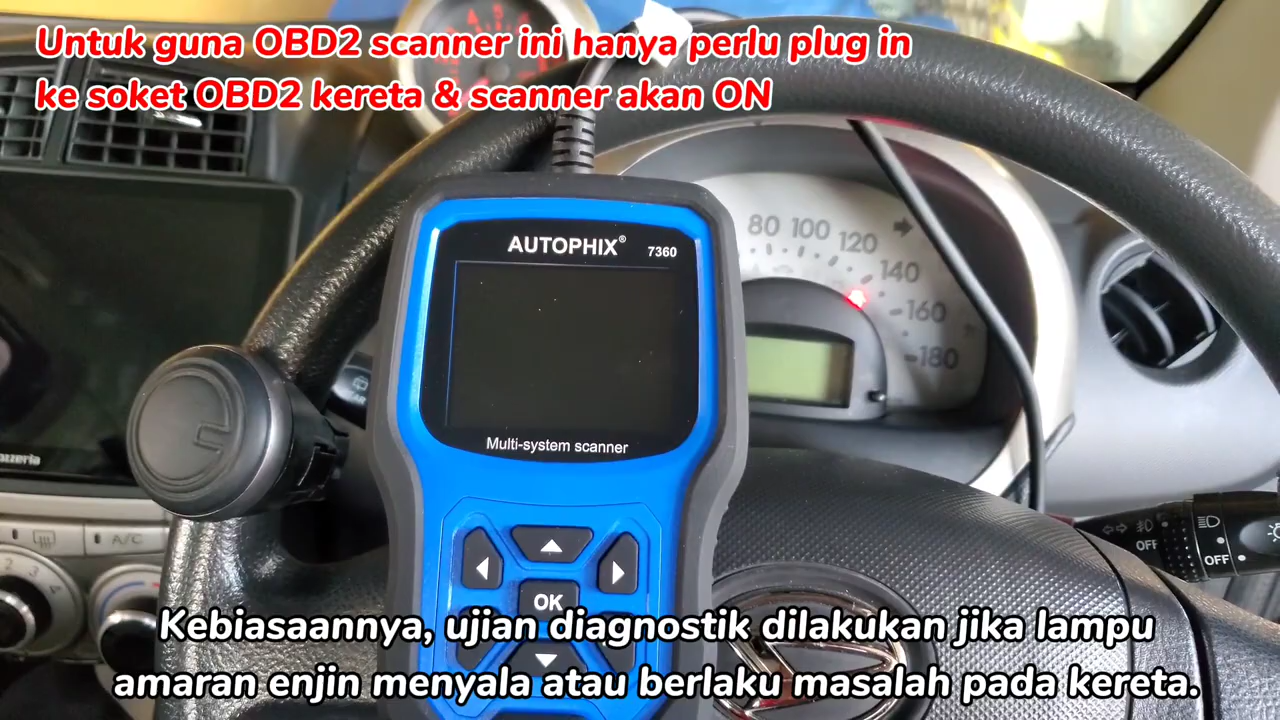 Untuk guna OBD2 scanner ini hanya perlu plug in
ke soket OBD2 kereta & scanner akan ON
AUTOPHIX®
7360
80 100 120
140
160
180
Multi-system scanner
A/C
OFF
OFF
OK
Kebiasaannya, ujian diagnostik dilakukan jika lampu
amaran enjin menyala atau berlaku masalah pada kereta.